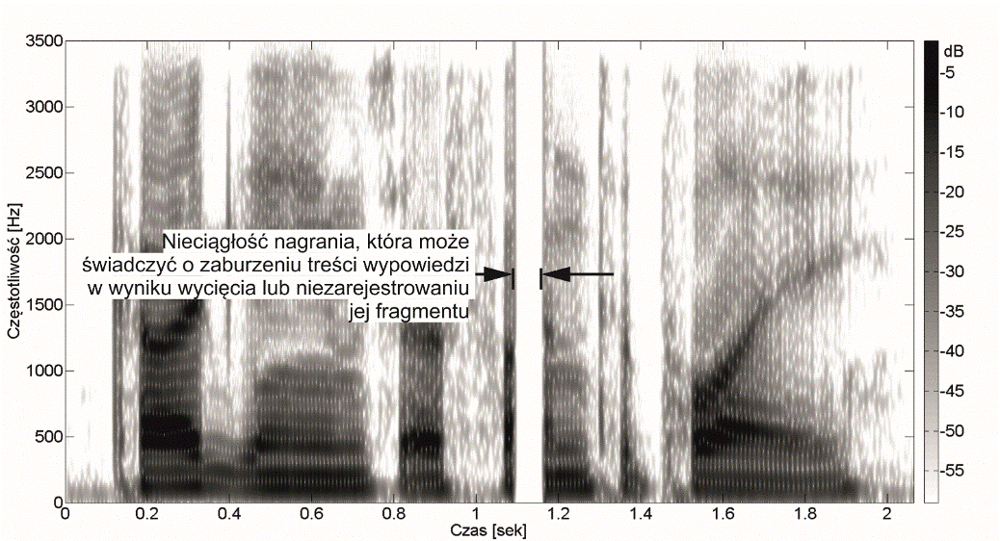 3500
3000
2500
2000
1500
1000
500
0
Częstotliwość [Hz]
Nieciągłość nagrania, która może
świadczyć o zaburzeniu treści wypowiedzi
w wyniku wycięcia lub niezarejestrowaniu
jej fragmentu
0 0.2 0.4 0.6 0.8 1 1.2 1.4 1.6 1.8 2
Czas [sek]
dB
-5
-10
-15
-20
-25
-30
-35
-40
-45
-50
-55